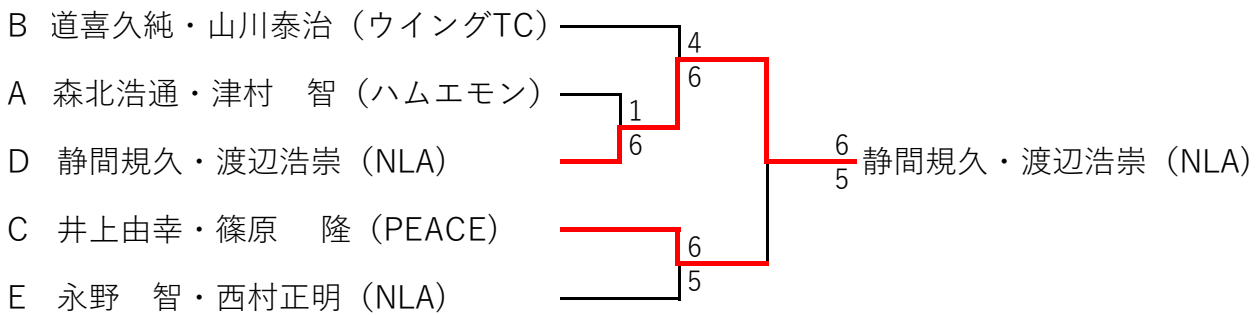 B 道喜久純・山川泰治（ウイングTC）
4
6
A 森北浩通・津村　智（ハムエモン）
1
6
D 静間規久・渡辺浩崇（NLA）
6
5
静間規久・渡辺浩崇（NLA）
C 井上由幸・篠原　隆（PEACE）
6
5
E 永野　智・西村正明（NLA）